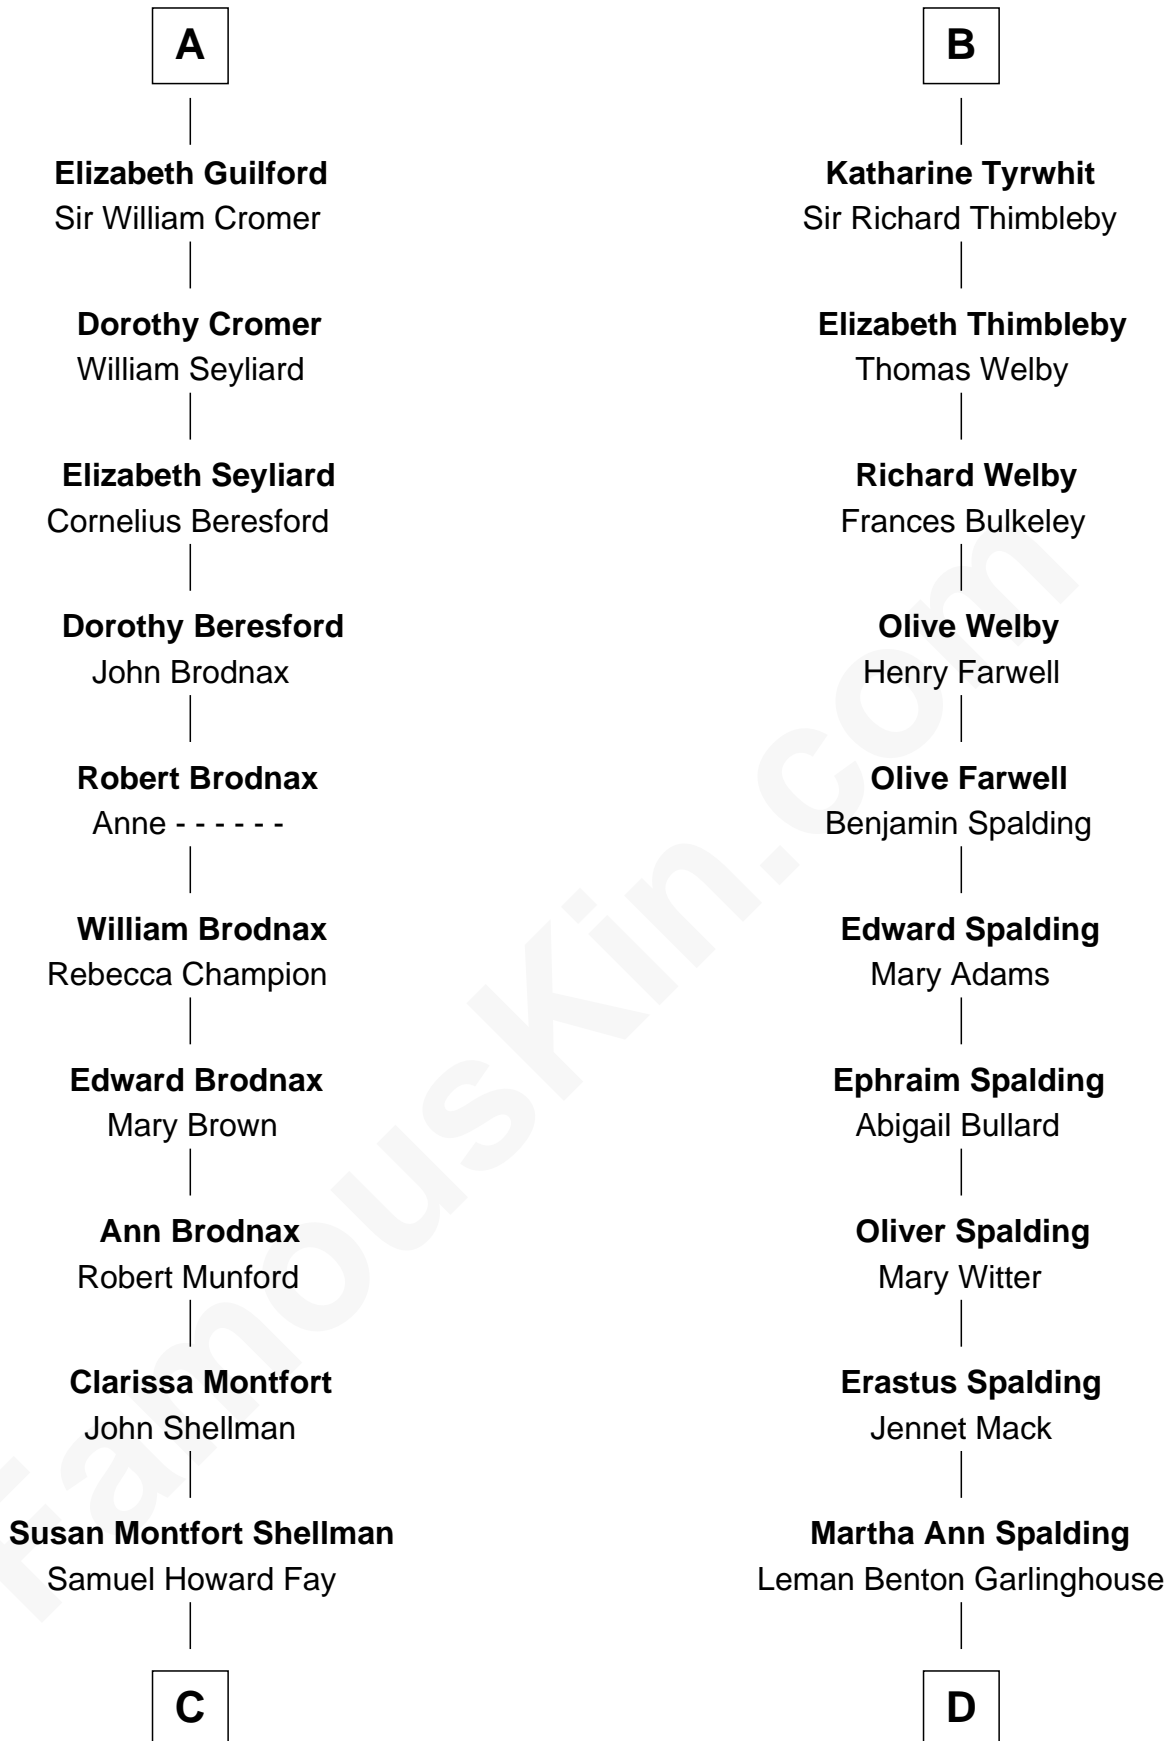 A
Elizabeth Guilford
Sir William Cromer
Dorothy Cromer
William Seyliard
Elizabeth Seyliard
Cornelius Beresford
Dorothy Beresford
John Brodnax
Robert Brodnax
Anne - - - - - -
William Brodnax
Rebecca Champion
Edward Brodnax
Mary Brown
Ann Brodnax
Robert Munford
Clarissa Montfort
John Shellman
Susan Montfort Shellman
Samuel Howard Fay
C
B
Katharine Tyrwhit
Sir Richard Thimbleby
Elizabeth Thimbleby
Thomas Welby
Richard Welby
Frances Bulkeley
Olive Welby
Henry Farwell
Olive Farwell
Benjamin Spalding
Edward Spalding
Mary Adams
Ephraim Spalding
Abigail Bullard
Oliver Spalding
Mary Witter
Erastus Spalding
Jennet Mack
Martha Ann Spalding
Leman Benton Garlinghouse
D
FamousKin.com